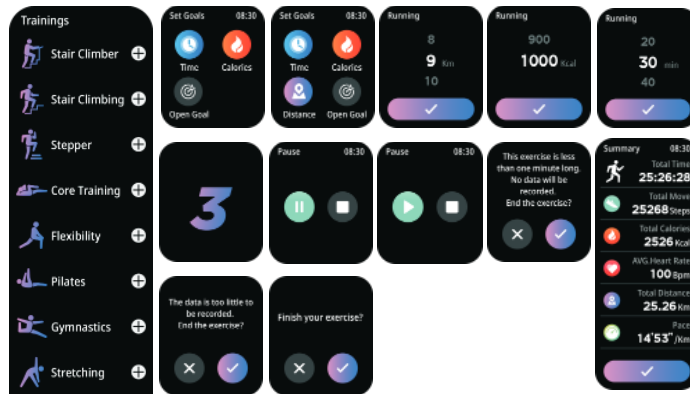 Trainings
Stair Climber
Stair Climbing
Stepper
Core Training
Flexibility
Pilates
Gymnastics
Stretching
Set Goals 08:30
Time Calories
Open Goal
Set Goals 08:30
Time Calories
Distance Open Goal
Running
8
9 Km
10
Running
900
1000 Kcal
Running
20
30 min
40
3
Pause 08:30
Pause 08:30
This exercise is less
than one minute long.
No data will be
recorded.
End the exercise?
Summary 08:30
Total Time
25:26:28
Total Move
25268 Steps
Total Calories
2526 Kcal
AVG.Heart Rate
100 Bpm
Total Distance
25.26 Km
Pace
14'53" /Km
The data is too little to
be recorded.
End the exercise?
Finish your exercise?